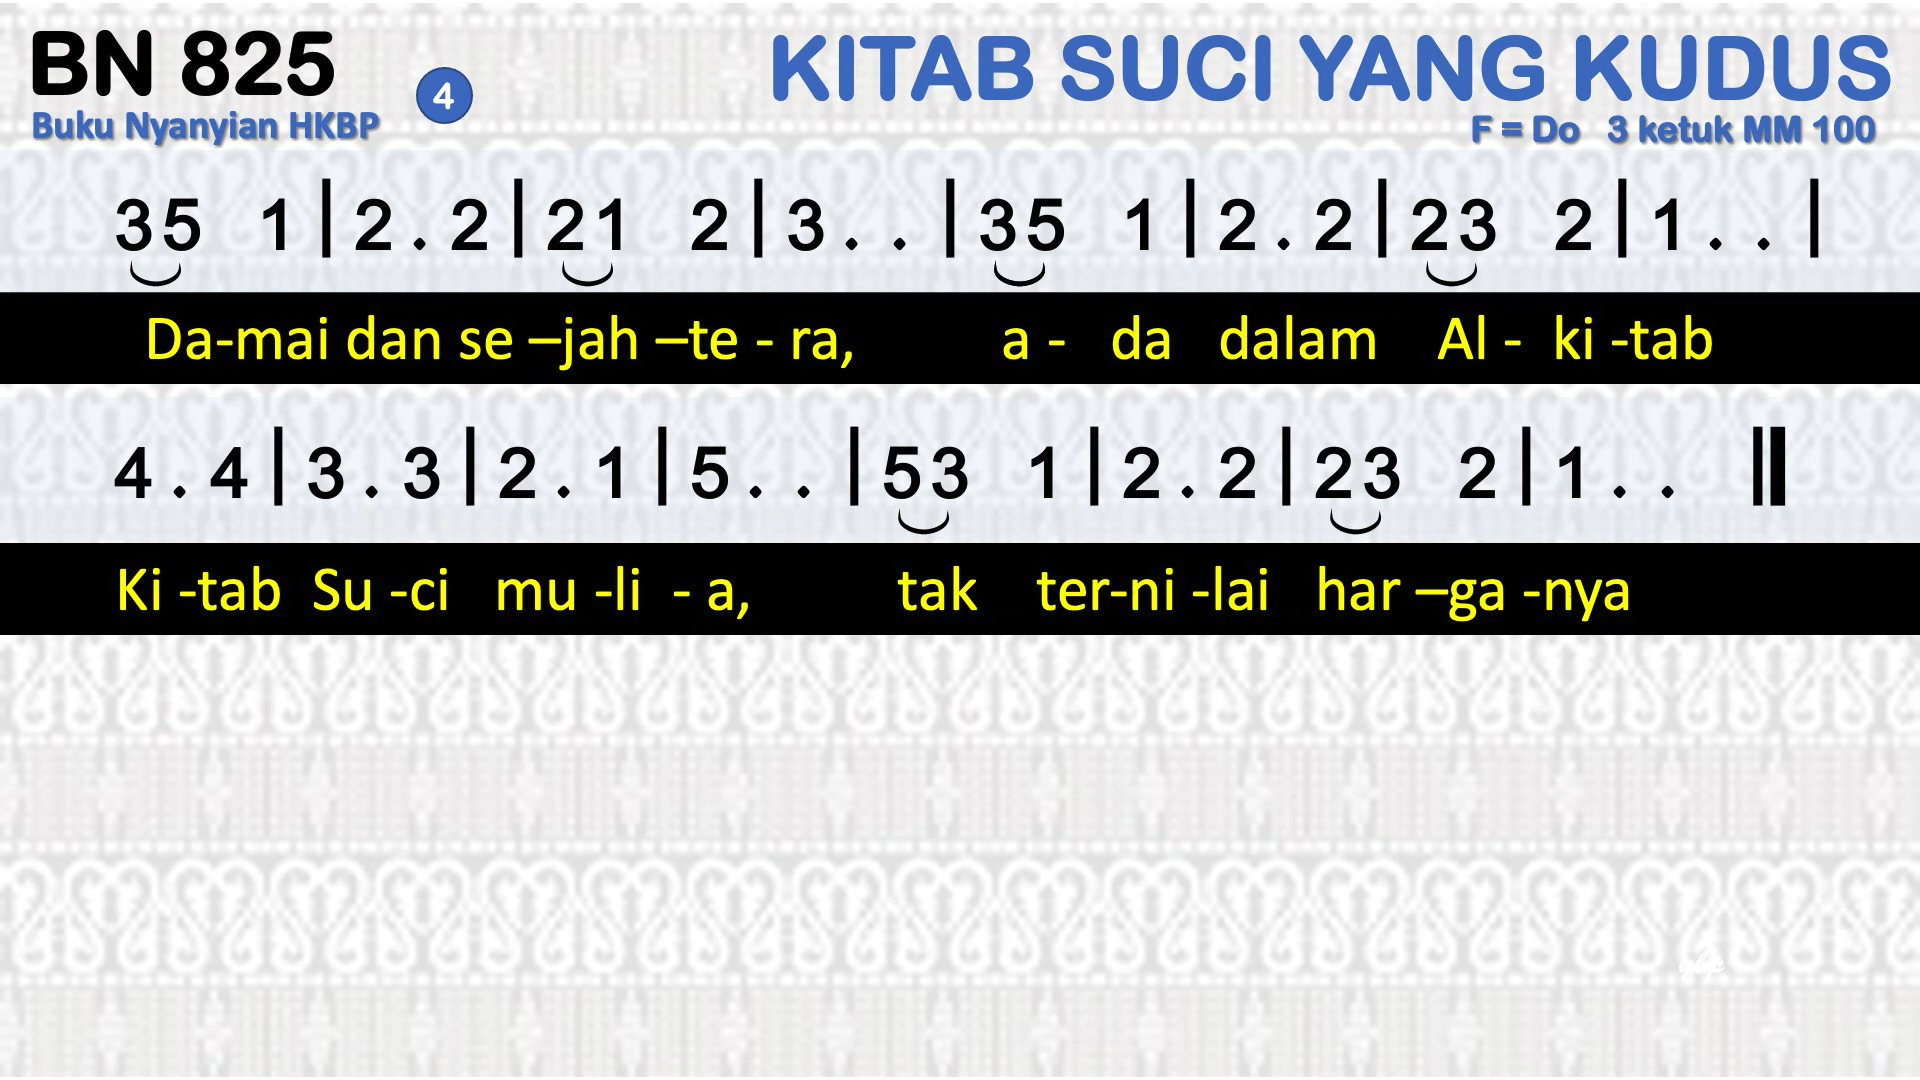 BN 825
Buku Nyanyian HKBP
4
KITAB SUCI YANG KUDUS
F = Do 3 ketuk MM 100
35 1|2.2|21 2|3..|35 1|2.2|23 2|1..|
Da-mai dan se –jah –te - ra, a - da dalam Al - ki -tab
4.4|3.3|2.1|5..|53 1|2.2|23 2|1.. ||
Ki -tab Su -ci mu -li - a, tak ter-ni -lai har –ga -nya